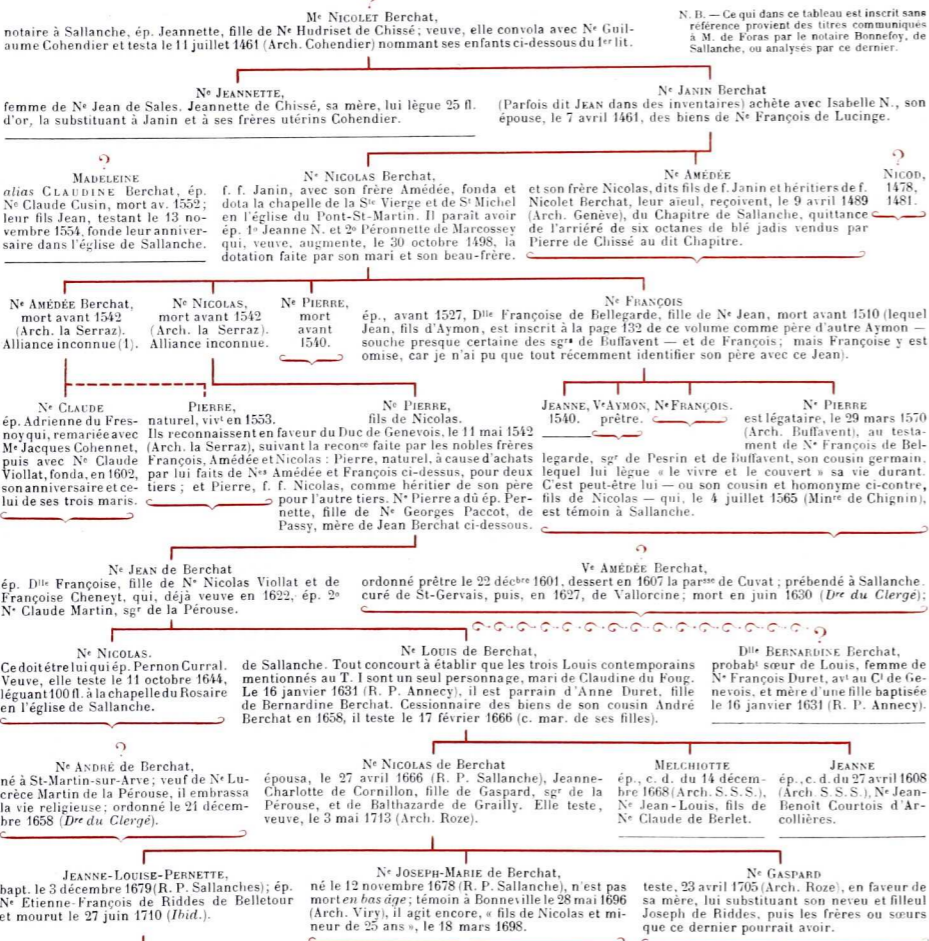 ?
Mᵉ NICOLET Berchat,
notaire à Sallanche, ép. Jeannette, fille de Nᵉ Hudriset de Chissé; veuve, elle convola avec Nᵉ Guil-
aume Cohendier et testa le 11 juillet 1461 (Arch. Cohendier) nommant ses enfants ci-dessous du 1ᵉʳ lit.
N. B. — Ce qui dans ce tableau est inscrit sans
référence provient des titres communiqués
à M. de Foras par le notaire Bonnefoy, de
Sallanche, ou analysés par ce dernier.
Nᵉ JEANNETTE,
femme de Nᵉ Jean de Sales. Jeannette de Chissé, sa mère, lui lègue 25 fl.
d'or, la substituant à Janin et à ses frères utérins Cohendier.
Nᵉ JANIN Berchat
(Parfois dit JEAN dans des inventaires) achète avec Isabelle N., son
épouse, le 7 avril 1461, des biens de Nᵉ François de Lucinge.
?
MADELEINE
alias CLAUDINE Berchat, ép.
Nᵉ Claude Cusin, mort av. 1552;
leur fils Jean, testant le 13 no-
vembre 1554, fonde leur anniver-
saire dans l'église de Sallanche.
Nᵉ NICOLAS Berchat,
f. f. Janin, avec son frère Amédée, fonda et
dota la chapelle de la Sᵗᵉ Vierge et de Sᵗ Michel
en l'église du Pont-St-Martin. Il paraît avoir
ép. 1° Jeanne N. et 2° Péronnette de Marcossey
qui, veuve, augmente, le 30 octobre 1498, la
dotation faite par son mari et son beau-frère.
Nᵉ AMÉDÉE
et son frère Nicolas, dits fils de f. Janin et héritiers de f.
Nicolet Berchat, leur aïeul, reçoivent, le 9 avril 1489
(Arch. Genève), du Chapitre de Sallanche, quittance
de l'arriéré de six octanes de blé jadis vendus par
Pierre de Chissé au dit Chapitre.
?
NICOD,
1478,
1481.
Nᵉ AMÉDÉE Berchat,
mort avant 1542
(Arch. la Serraz).
Alliance inconnue (1).
Nᵉ NICOLAS,
mort avant 1542
(Arch. la Serraz).
Alliance inconnue.
Nᵉ PIERRE,
mort
avant
1540.
Nᵉ FRANÇOIS
ép., avant 1527, Dˡˡᵉ Françoise de Bellegarde, fille de Nᵉ Jean, mort avant 1510 (lequel
Jean, fils d'Aymon, est inscrit à la page 132 de ce volume comme père d'autre Aymon —
souche presque certaine des sgʳˢ de Buffavent — et de François; mais Françoise y est
omise, car je n'ai pu que tout récemment identifier son père avec ce Jean).
Nᵉ CLAUDE
ép. Adrienne du Fres-
noy qui, remariée avec
Mᵉ Jacques Cohennet,
puis avec Nᵉ Claude
Viollat, fonda, en 1602,
son anniversaire et ce-
lui de ses trois maris.
PIERRE,
naturel, vivᵗ en 1553.
Nᵉ PIERRE,
fils de Nicolas.
Ils reconnaissent en faveur du Duc de Genevois, le 11 mai 1542
(Arch. la Serraz), suivant la reconᶜᵉ faite par les nobles frères
François, Amédée et Nicolas : Pierre, naturel, à cause d'achats
par lui faits de Nᵉˢ Amédée et François ci-dessus, pour deux
tiers; et Pierre, f. f. Nicolas, comme héritier de son père
pour l'autre tiers. Nᵉ Pierre a dû ép. Per-
nette, fille de Nᵉ Georges Paccot, de
Passy, mère de Jean Berchat ci-dessous.
JEANNE,
1540.
Vᵉ AYMON,
prêtre.
Nᵉ FRANÇOIS.
Nᵉ PIERRE
est légataire, le 29 mars 1570
(Arch. Buffavent), au testa-
ment de Nᵉ François de Bel-
legarde, sgʳ de Pesrin et de Buffavent, son cousin germain,
lequel lui lègue « le vivre et le couvert » sa vie durant.
C'est peut-être lui — ou son cousin et homonyme ci-contre,
fils de Nicolas — qui, le 4 juillet 1565 (Minʳᵉ de Chignin),
est témoin à Sallanche.
Nᵉ JEAN de Berchat
ép. Dˡˡᵉ Françoise, fille de Nᵉ Nicolas Viollat et de
Françoise Cheneyt, qui, déjà veuve en 1622, ép. 2°
Nᵉ Claude Martin, sgʳ de la Pérouse.
?
Vᵉ AMÉDÉE Berchat,
ordonné prêtre le 22 décᵇʳᵉ 1601, dessert en 1607 la parˢˢᵉ de Cuvat; prébendé à Sallanche,
curé de St-Gervais, puis, en 1627, de Vallorcine; mort en juin 1630 (Dʳᵉ du Clergé);
Nᵉ NICOLAS.
Ce doit être lui qui ép. Pernon Curral.
Veuve, elle teste le 11 octobre 1644,
léguant 100 fl. à la chapelle du Rosaire
en l'église de Sallanche.
Nᵉ LOUIS de Berchat,
de Sallanche. Tout concourt à établir que les trois Louis contemporains
mentionnés au T. I sont un seul personnage, mari de Claudine du Foug.
Le 16 janvier 1631 (R. P. Annecy), il est parrain d'Anne Duret, fille
de Bernardine Berchat. Cessionnaire des biens de son cousin André
Berchat en 1658, il teste le 17 février 1666 (c. mar. de ses filles).
?
Dˡˡᵉ BERNARDINE Berchat,
probabᵗ sœur de Louis, femme de
Nᵉ François Duret, avᵗ au Cˡ de Ge-
nevois, et mère d'une fille baptisée
le 16 janvier 1631 (R. P. Annecy).
?
Nᵉ ANDRÉ de Berchat,
né à St-Martin-sur-Arve; veuf de Nᵉ Lu-
crèce Martin de la Pérouse, il embrassa
la vie religieuse; ordonné le 21 décem-
bre 1658 (Dʳᵉ du Clergé).
Nᵉ NICOLAS de Berchat
épousa, le 27 avril 1666 (R. P. Sallanche), Jeanne-
Charlotte de Cornillon, fille de Gaspard, sgʳ de la
Pérouse, et de Balthazarde de Grailly. Elle teste,
veuve, le 3 mai 1713 (Arch. Roze).
MELCHIOTTE
ép., c. d. du 14 décem-
bre 1668 (Arch. S.S.S.),
Nᵉ Jean-Louis, fils de
Nᵉ Claude de Berlet.
JEANNE
ép., c. d. du 27 avril 1608
(Arch. S.S.S.), Nᵉ Jean-
Benoît Courtois d'Ar-
collières.
JEANNE-LOUISE-PERNETTE,
bapt. le 3 décembre 1679 (R. P. Sallanches); ép.
Nᵉ Etienne-François de Riddes de Belletour
et mourut le 27 juin 1710 (Ibid.).
Nᵉ JOSEPH-MARIE de Berchat,
né le 12 novembre 1678 (R. P. Sallanche), n'est pas
mort en bas âge; témoin à Bonneville le 28 mai 1696
(Arch. Viry), il agit encore, « fils de Nicolas et mi-
neur de 25 ans », le 18 mars 1698.
Nᵉ GASPARD
teste, 23 avril 1705 (Arch. Roze), en faveur de
sa mère, lui substituant son neveu et filleul
Joseph de Riddes, puis les frères ou sœurs
que ce dernier pourrait avoir.